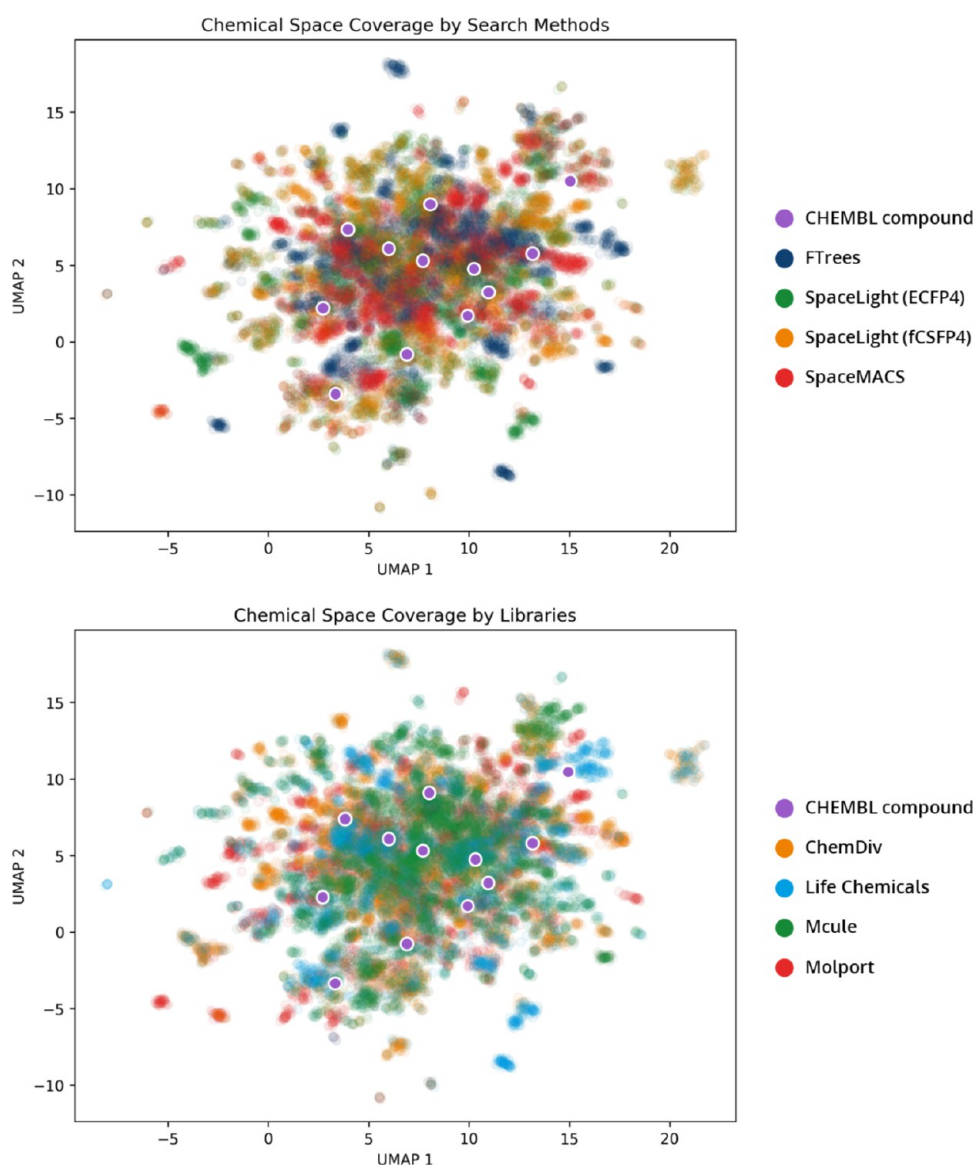 Chemical Space Coverage by Search Methods
15
10
5
0
−5
−10
UMAP 2
−5 0 5 10 15 20
UMAP 1
CHEMBL compound
FTrees
SpaceLight (ECFP4)
SpaceLight (fCSFP4)
SpaceMACS
Chemical Space Coverage by Libraries
15
10
5
0
−5
−10
UMAP 2
−5 0 5 10 15 20
UMAP 1
CHEMBL compound
ChemDiv
Life Chemicals
Mcule
Molport